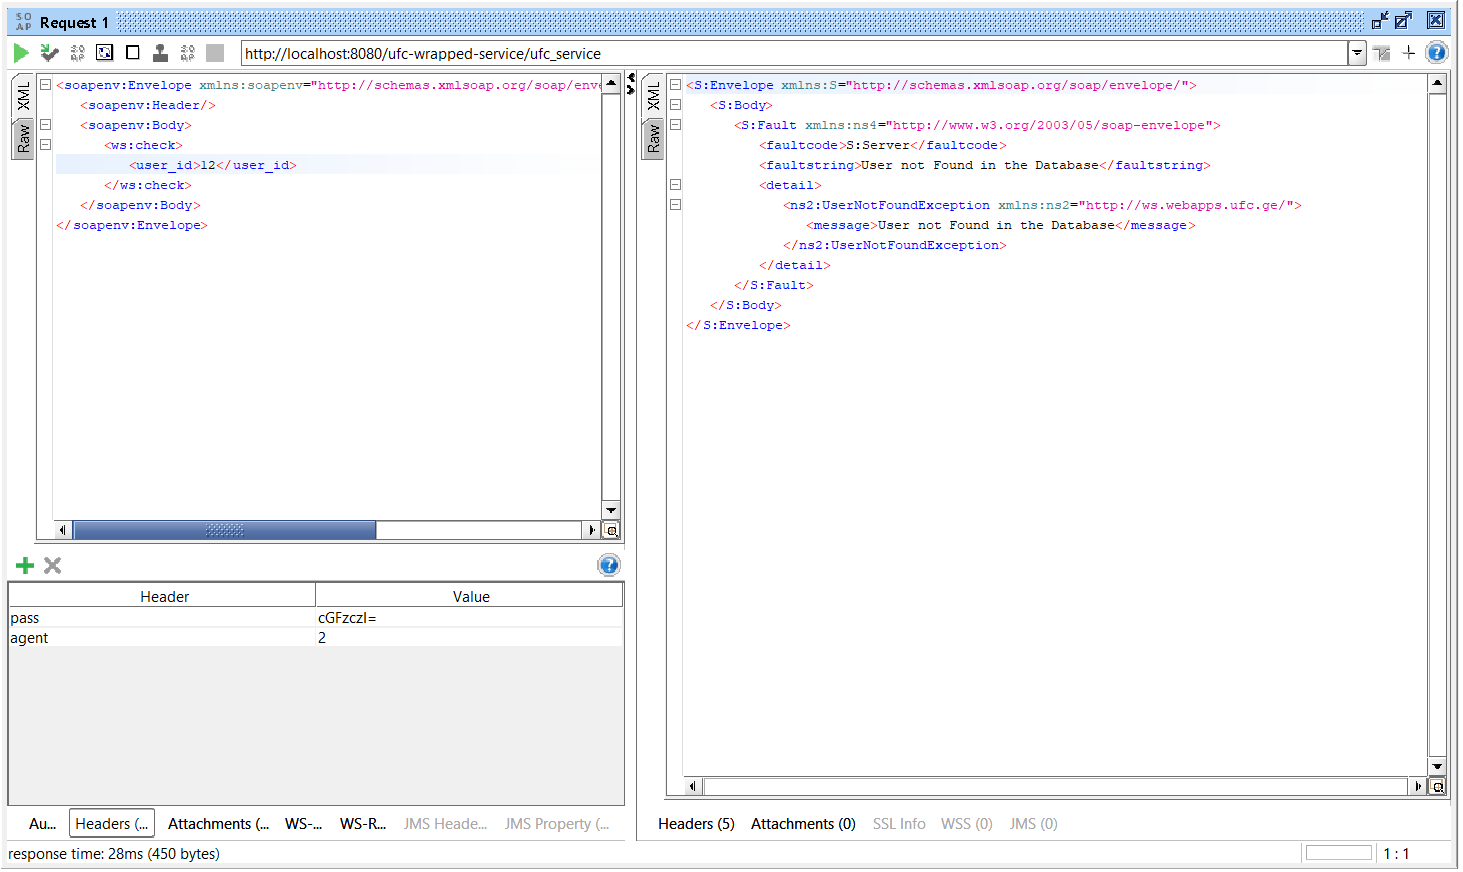 SO
AP
Request 1
http://localhost:8080/ufc-wrapped-service/ufc_service
XML
Raw
<soapenv:Envelope xmlns:soapenv="http://schemas.xmlsoap.org/soap/enve
<soapenv:Header/>
<soapenv:Body>
<ws:check>
<user_id>12</user_id>
</ws:check>
</soapenv:Body>
</soapenv:Envelope>
Header Value
pass cGFzczI=
agent 2
Au... Headers (... Attachments (... WS-... WS-R... JMS Heade... JMS Property (...
XML
Raw
<S:Envelope xmlns:S="http://schemas.xmlsoap.org/soap/envelope/">
<S:Body>
<S:Fault xmlns:ns4="http://www.w3.org/2003/05/soap-envelope">
<faultcode>S:Server</faultcode>
<faultstring>User not Found in the Database</faultstring>
<detail>
<ns2:UserNotFoundException xmlns:ns2="http://ws.webapps.ufc.ge/">
<message>User not Found in the Database</message>
</ns2:UserNotFoundException>
</detail>
</S:Fault>
</S:Body>
</S:Envelope>
Headers (5) Attachments (0) SSL Info WSS (0) JMS (0)
response time: 28ms (450 bytes)
1 : 1